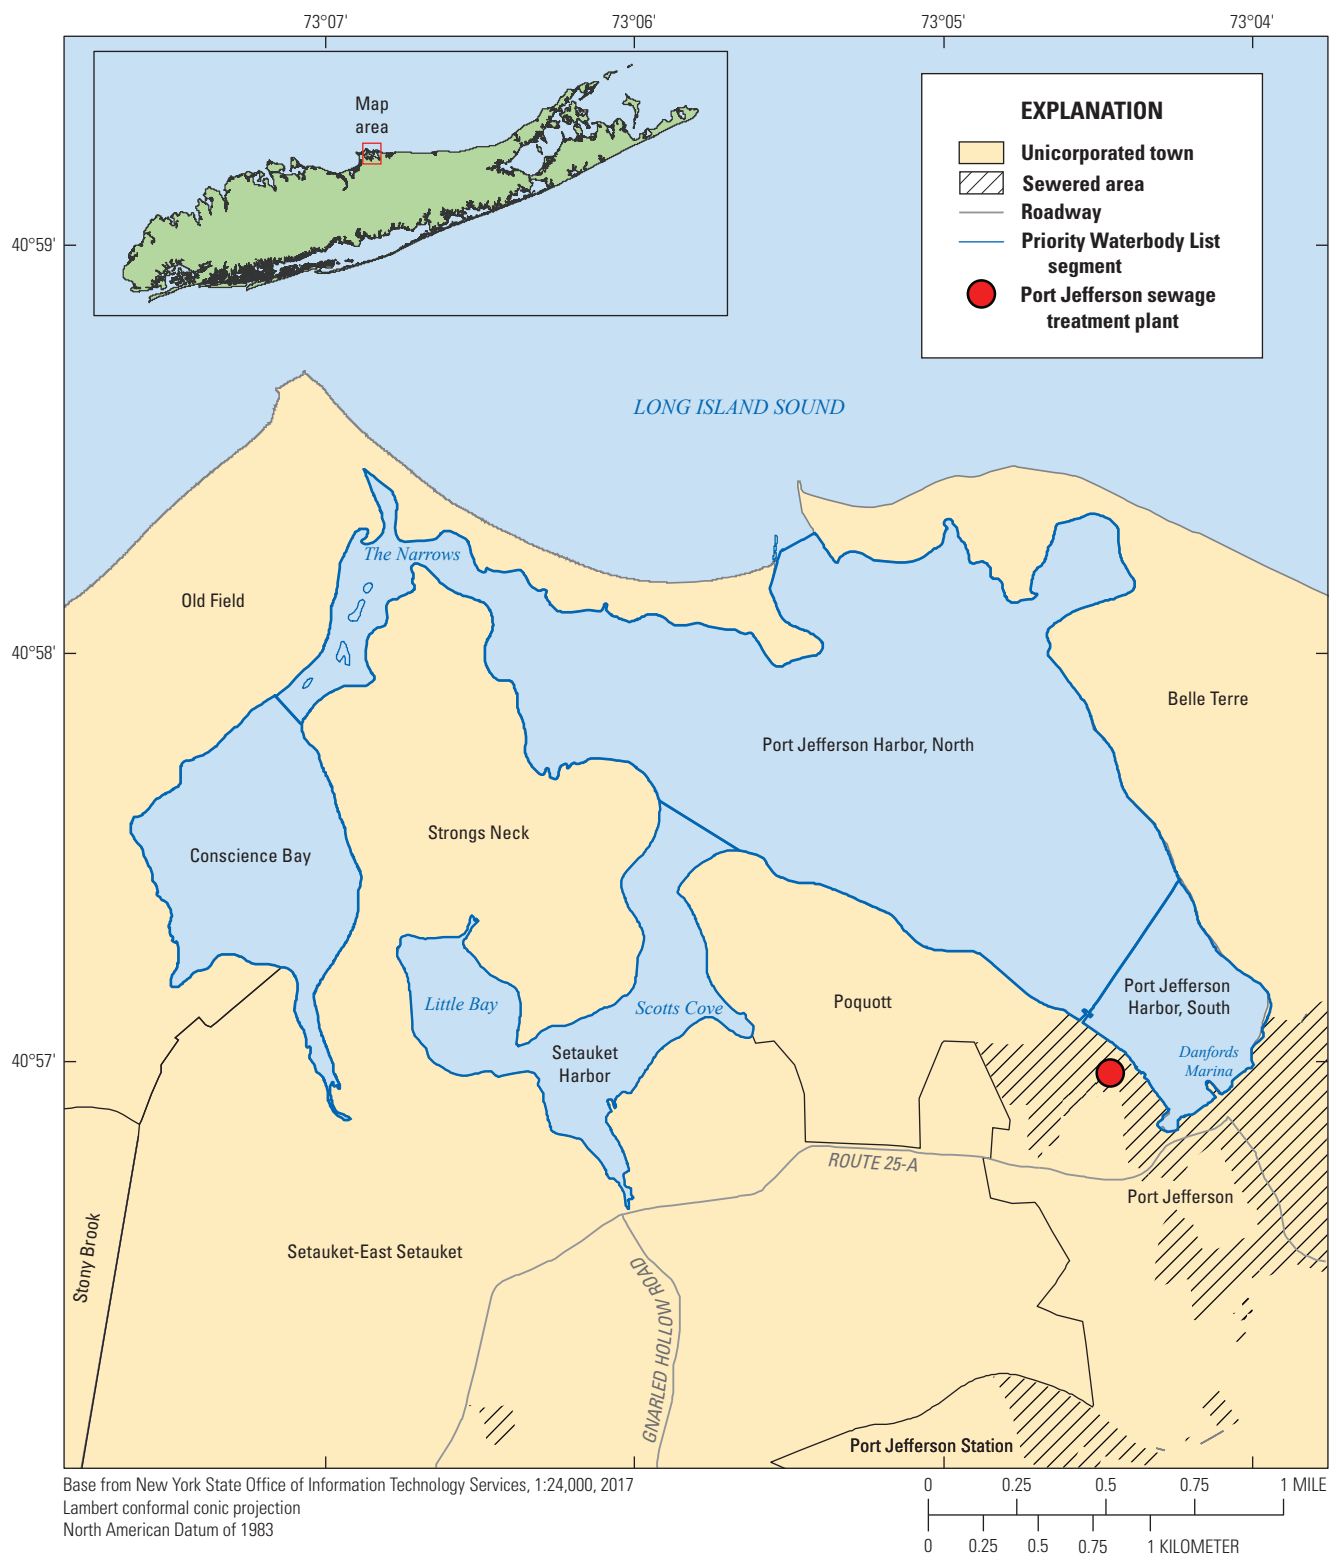 73°07'
73°06'
73°05'
73°04'
Map
area
EXPLANATION
Unicorporated town
Sewered area
Roadway
Priority Waterbody List
segment
Port Jefferson sewage
treatment plant
40°59'
LONG ISLAND SOUND
The Narrows
Old Field
40°58'
Belle Terre
Port Jefferson Harbor, North
Strongs Neck
Conscience Bay
Port Jefferson
Harbor, South
Little Bay
Scotts Cove
Poquott
40°57'
Setauket
Harbor
Danfords
Marina
ROUTE 25-A
Port Jefferson
Stony Brook
Setauket-East Setauket
GNARLED HOLLOW ROAD
Port Jefferson Station
Base from New York State Office of Information Technology Services, 1:24,000, 2017
Lambert conformal conic projection
North American Datum of 1983
0 0.25 0.5 0.75 1 MILE
0 0.25 0.5 0.75 1 KILOMETER